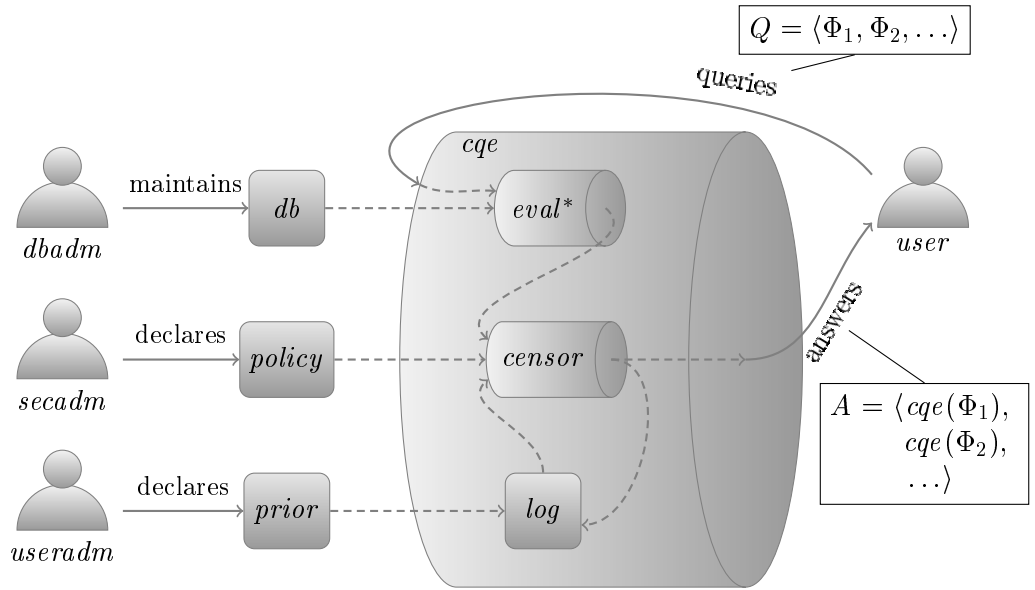 Q = ⟨Φ₁, Φ₂, . . .⟩
queries
cqe
maintains
db
eval*
dbadm
user
declares
policy
censor
answers
secadm
A = ⟨cqe(Φ₁),
cqe(Φ₂),
. . .⟩
declares
prior
log
useradm